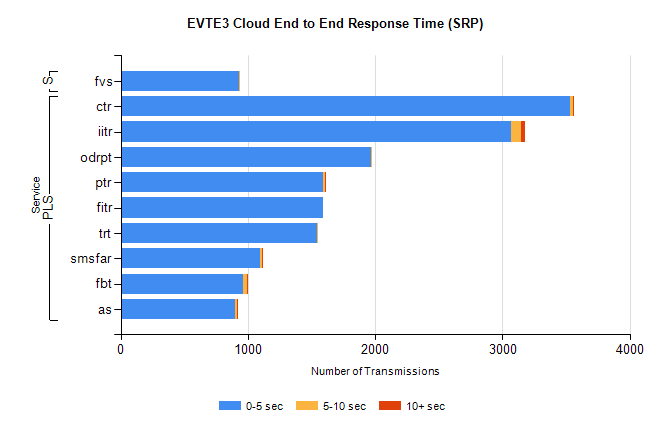 EVTE3 Cloud End to End Response Time (SRP)
S
fvs
ctr
iitr
odrpt
ptr
fitr
trt
smsfar
fbt
as
Service
PLS
0 1000 2000 3000 4000
Number of Transmissions
0-5 sec 5-10 sec 10+ sec